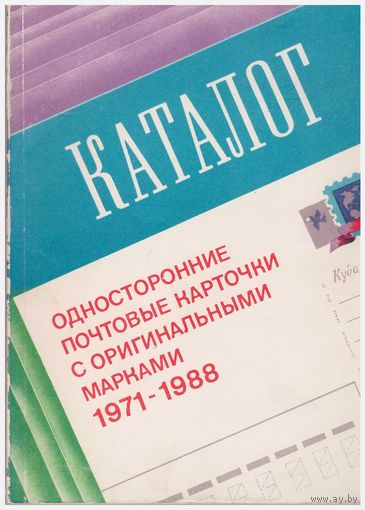 КАТАЛОГ
ОДНОСТОРОННИЕ
ПОЧТОВЫЕ КАРТОЧКИ
С ОРИГИНАЛЬНЫМИ
МАРКАМИ
1971-1988
Куда
www.ay.by